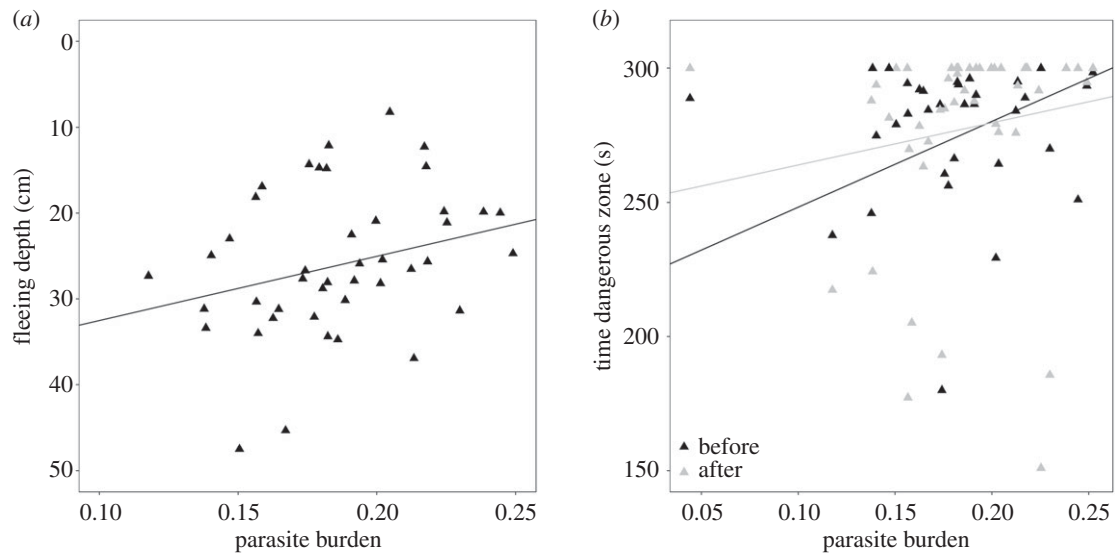 (a)
0
10
20
30
40
50
fleeing depth (cm)
0.10 0.15 0.20 0.25
parasite burden
(b)
300
250
200
150
time dangerous zone (s)
before
after
0.05 0.10 0.15 0.20 0.25
parasite burden